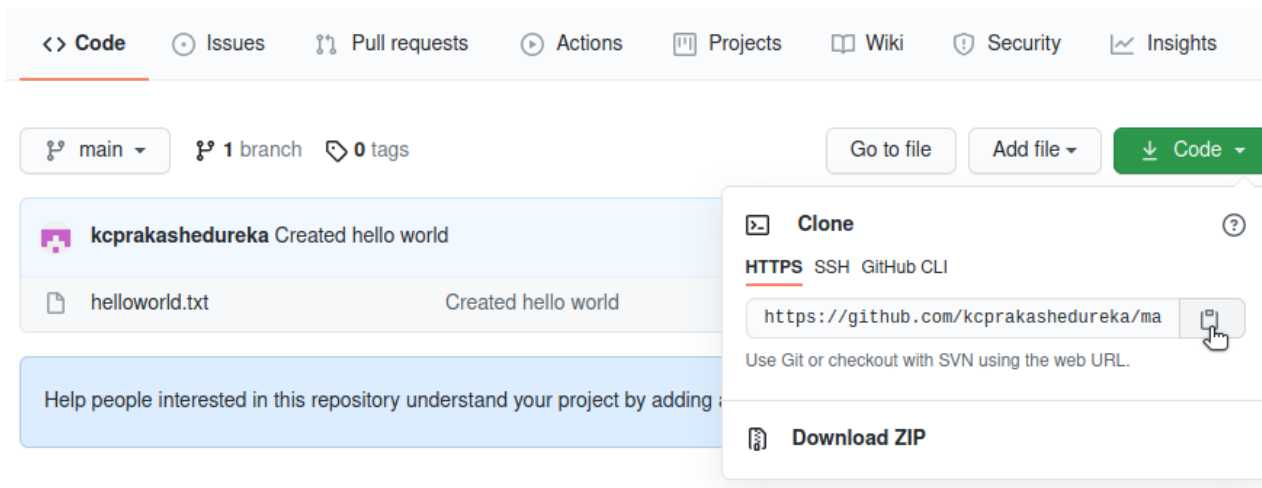 <> Code Issues Pull requests Actions Projects Wiki Security Insights
main 1 branch 0 tags Go to file Add file Code
kcprakashedureka Created hello world
helloworld.txt Created hello world
Help people interested in this repository understand your project by adding
Clone
HTTPS SSH GitHub CLI
https://github.com/kcprakashedureka/ma
Use Git or checkout with SVN using the web URL.
Download ZIP